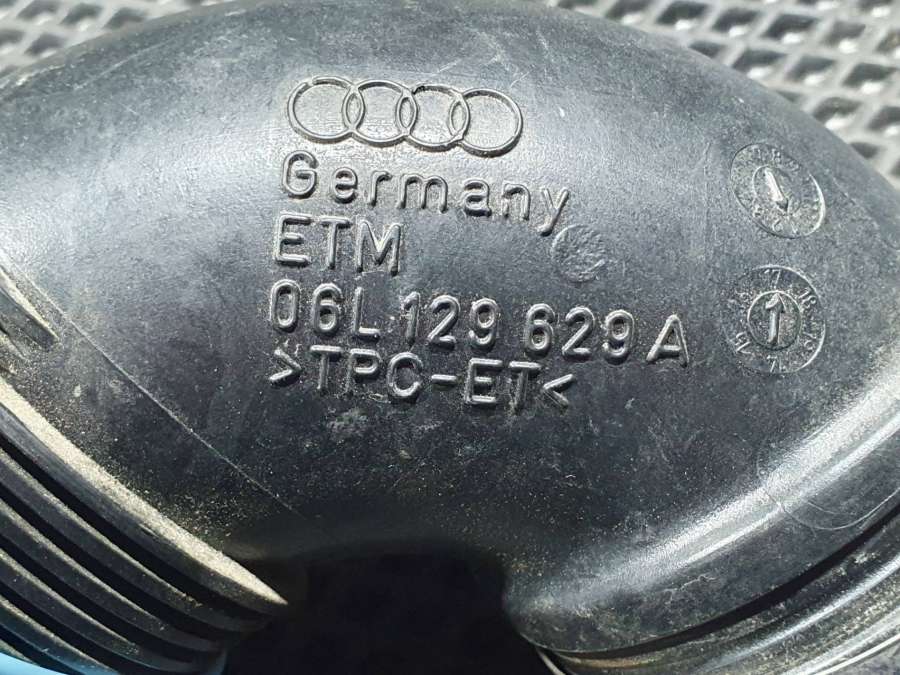 Germany
ETM
06L 129 629 A
>TPC-ET<